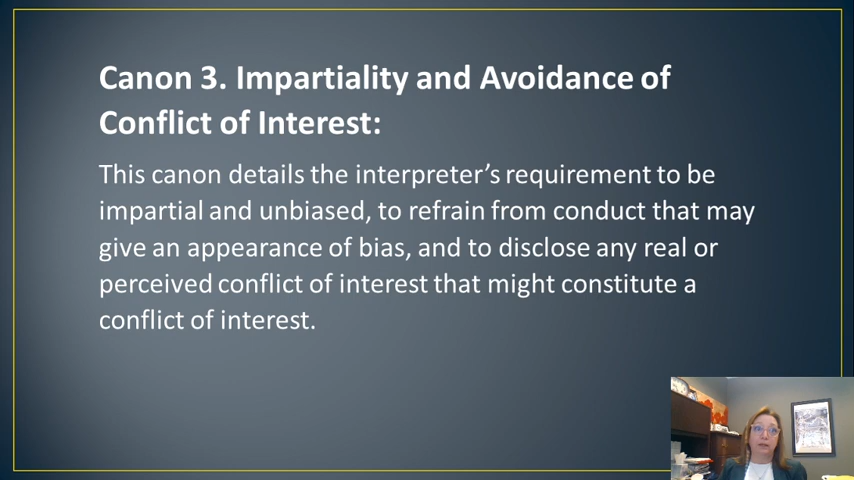 Canon 3. Impartiality and Avoidance of
Conflict of Interest:
This canon details the interpreter’s requirement to be
impartial and unbiased, to refrain from conduct that may
give an appearance of bias, and to disclose any real or
perceived conflict of interest that might constitute a
conflict of interest.